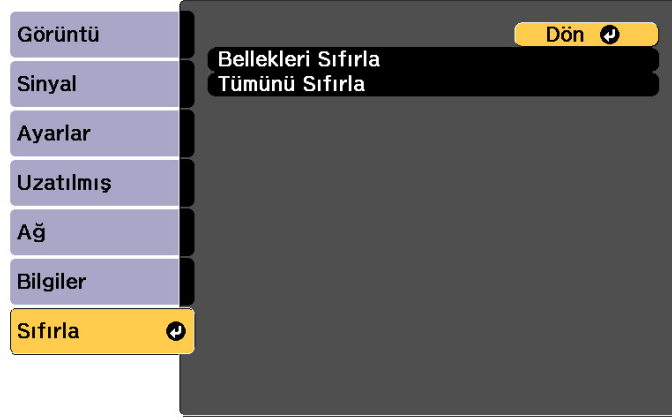 Görüntü
Sinyal
Ayarlar
Uzatılmış
Ağ
Bilgiler
Sıfırla
Dön
Bellekleri Sıfırla
Tümünü Sıfırla